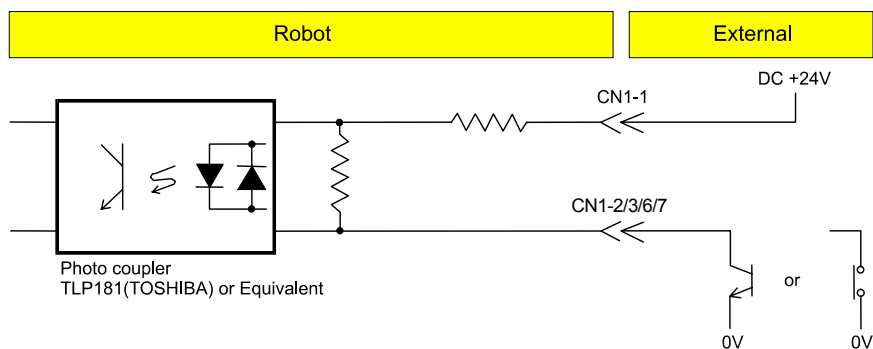 Robot
External
DC +24V
CN1-1
CN1-2/3/6/7
Photo coupler
TLP181(TOSHIBA) or Equivalent
or
0V
0V